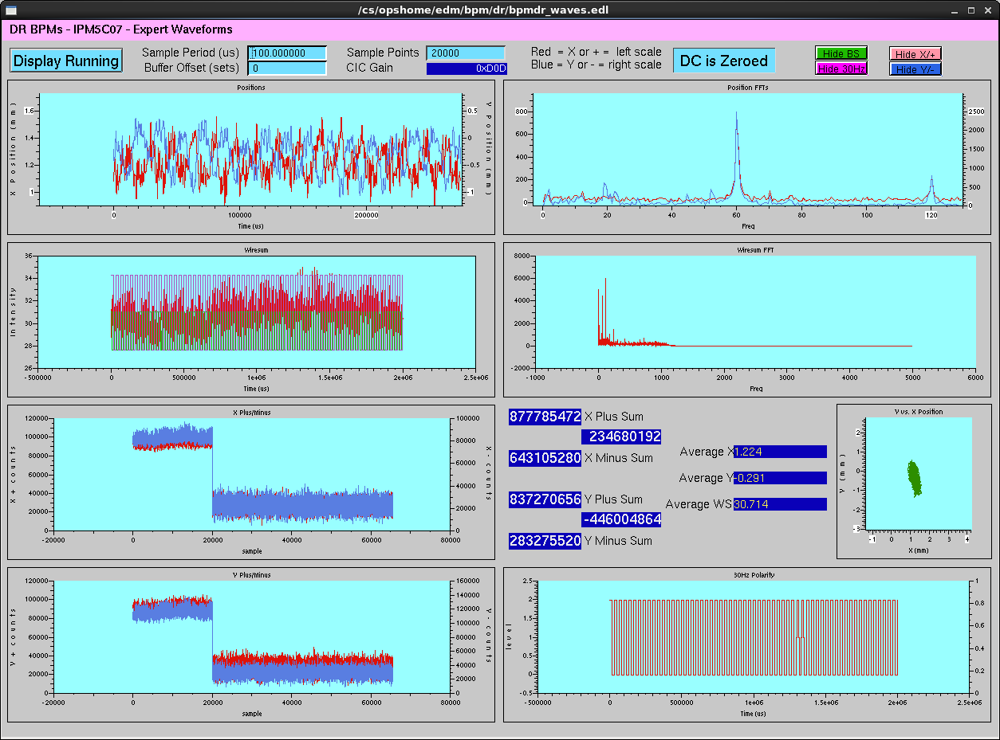 /cs/opshome/edm/bpm/dr/bpmdr_waves.edl
DR BPMs - IPM5C07 - Expert Waveforms
Display Running
Sample Period (us) 100.000000
Buffer Offset (sets) 0
Sample Points 20000
CIC Gain 0xD0D
Red = X or + = left scale
Blue = Y or - = right scale
DC is Zeroed
Hide BS
Hide 30Hz
Hide X/+
Hide Y/-
Positions
X Position (mm)
1.6
1.4
1.2
1
0.5
0
-0.5
-1
Y Position (mm)
0 100000 200000
Time (us)
Position FFTs
800
600
400
200
0
2500
2000
1500
1000
500
0
0 20 40 60 80 100 120
Freq
Wiresum
Intensity
36
34
32
30
28
26
-500000 0 500000 1e+06 1.5e+06 2e+06 2.5e+06
Time (us)
Wiresum FFT
8000
6000
4000
2000
0
-2000
-1000 0 1000 2000 3000 4000 5000 6000
Freq
X Plus/Minus
X + counts
120000
100000
80000
60000
40000
20000
0
100000
80000
60000
40000
20000
0
X - counts
-20000 0 20000 40000 60000 80000
sample
877785472 X Plus Sum
234680192
643105280 X Minus Sum
837270656 Y Plus Sum
-446004864
283275520 Y Minus Sum
Average X 1.224
Average Y -0.291
Average WS 30.714
Y vs. X Position
Y (mm)
2
1
0
-1
-2
-3
-1 0 1 2 3 4
X (mm)
Y Plus/Minus
Y + counts
120000
100000
80000
60000
40000
20000
0
160000
140000
120000
100000
80000
60000
40000
20000
0
Y - counts
-20000 0 20000 40000 60000 80000
sample
30Hz Polarity
level
2.5
2
1.5
1
0.5
0
-0.5
1
0.8
0.6
0.4
0.2
0
-500000 0 500000 1e+06 1.5e+06 2e+06 2.5e+06
Time (us)